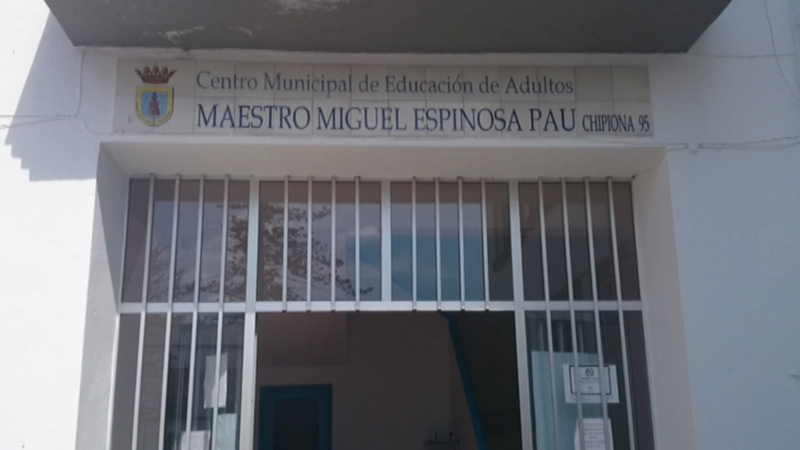 Centro Municipal de Educación de Adultos
MAESTRO MIGUEL ESPINOSA PAU CHIPIONA 95